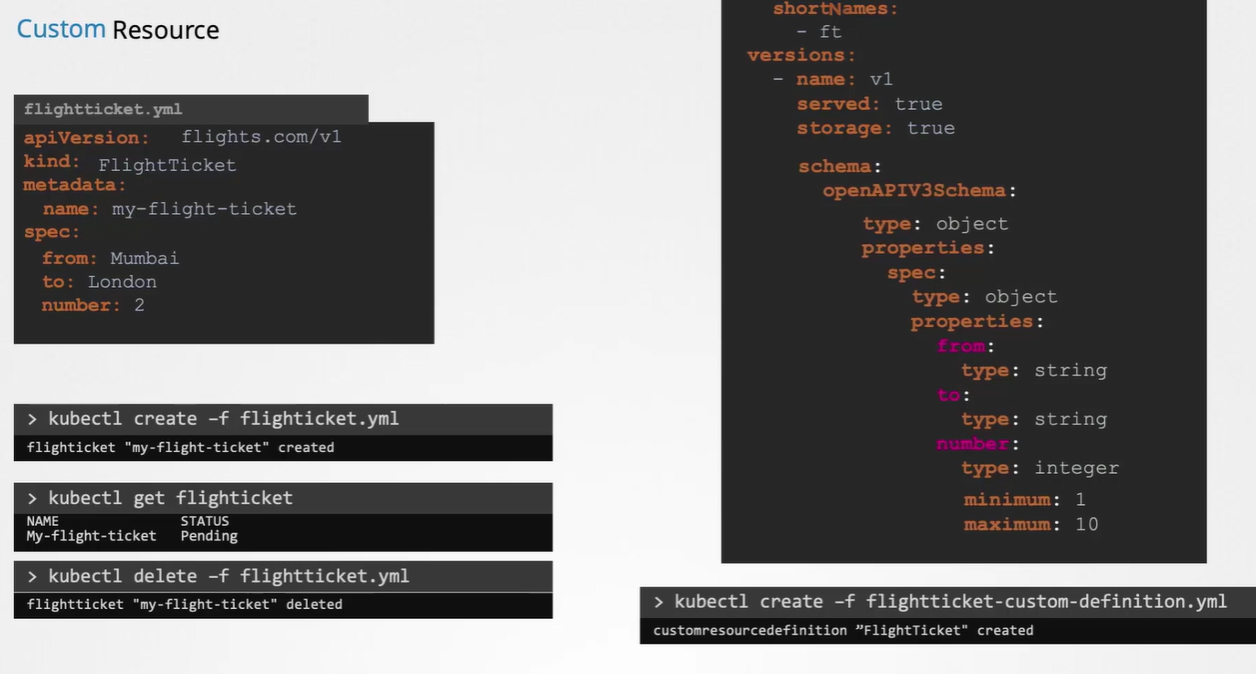 Custom Resource
flightticket.yml
apiVersion: flights.com/v1
kind: FlightTicket
metadata:
name: my-flight-ticket
spec:
from: Mumbai
to: London
number: 2
> kubectl create –f flighticket.yml
flighticket "my-flight-ticket" created
> kubectl get flighticket
NAME STATUS
My-flight-ticket Pending
> kubectl delete –f flightticket.yml
flightticket "my-flight-ticket" deleted
shortNames:
- ft
versions:
- name: v1
served: true
storage: true
schema:
openAPIV3Schema:
type: object
properties:
spec:
type: object
properties:
from:
type: string
to:
type: string
number:
type: integer
minimum: 1
maximum: 10
> kubectl create –f flightticket-custom-definition.yml
customresourcedefinition ”FlightTicket" created